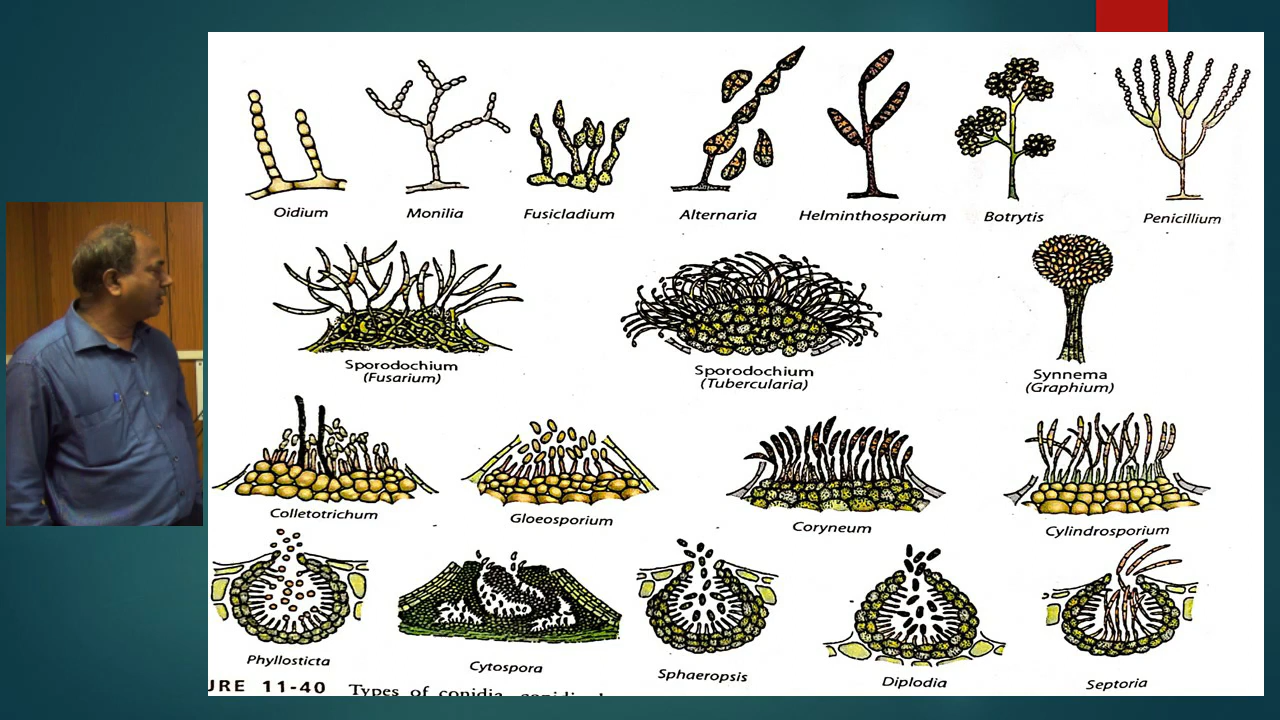 Oidium Monilia Fusicladium Alternaria Helminthosporium Botrytis Penicillium
Sporodochium
(Fusarium)
Sporodochium
(Tubercularia)
Synnema
(Graphium)
Colletotrichum Gloeosporium Coryneum Cylindrosporium
Phyllosticta Cytospora Sphaeropsis Diplodia Septoria
URE 11-40 Types of conidia,